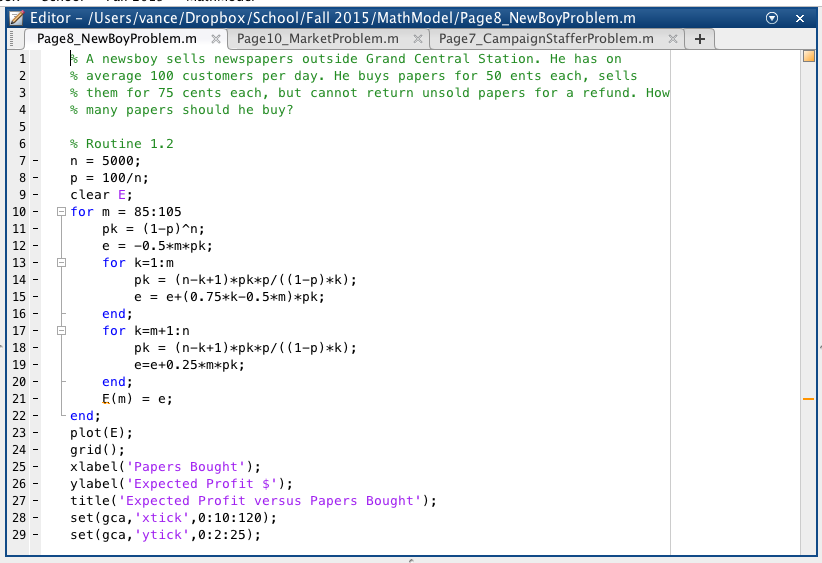 Editor – /Users/vance/Dropbox/School/Fall 2015/MathModel/Page8_NewBoyProblem.m
Page8_NewBoyProblem.m Page10_MarketProblem.m Page7_CampaignStafferProblem.m
1 % A newsboy sells newspapers outside Grand Central Station. He has on
2 % average 100 customers per day. He buys papers for 50 ents each, sells
3 % them for 75 cents each, but cannot return unsold papers for a refund. How
4 % many papers should he buy?
5
6 % Routine 1.2
7 – n = 5000;
8 – p = 100/n;
9 – clear E;
10 – for m = 85:105
11 – pk = (1-p)^n;
12 – e = -0.5*m*pk;
13 – for k=1:m
14 – pk = (n-k+1)*pk*p/((1-p)*k);
15 – e = e+(0.75*k-0.5*m)*pk;
16 – end;
17 – for k=m+1:n
18 – pk = (n-k+1)*pk*p/((1-p)*k);
19 – e=e+0.25*m*pk;
20 – end;
21 – E(m) = e;
22 – end;
23 – plot(E);
24 – grid();
25 – xlabel('Papers Bought');
26 – ylabel('Expected Profit $');
27 – title('Expected Profit versus Papers Bought');
28 – set(gca,'xtick',0:10:120);
29 – set(gca,'ytick',0:2:25);